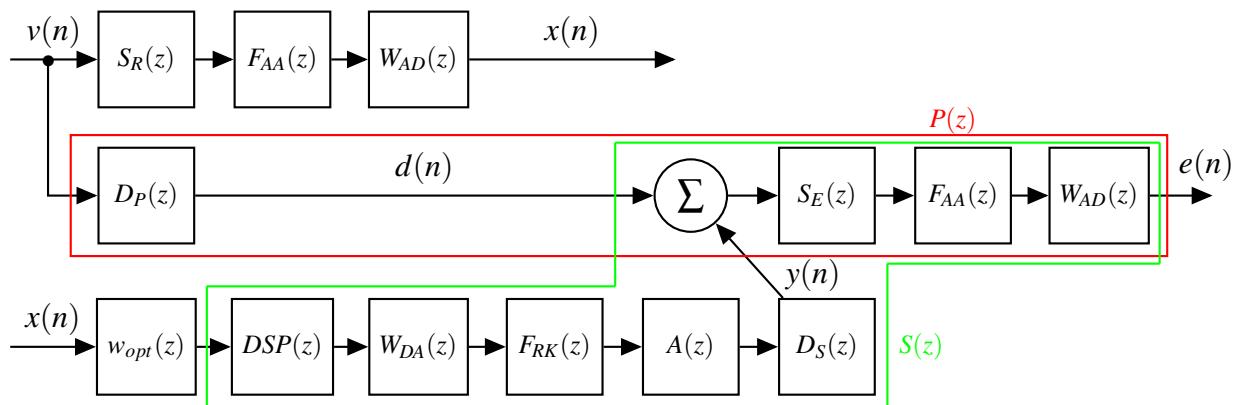 v(n) S_R(z) F_AA(z) W_AD(z) x(n)
P(z)
D_P(z) d(n) Σ S_E(z) F_AA(z) W_AD(z) e(n)
y(n)
x(n) w_opt(z) DSP(z) W_DA(z) F_RK(z) A(z) D_S(z) S(z)